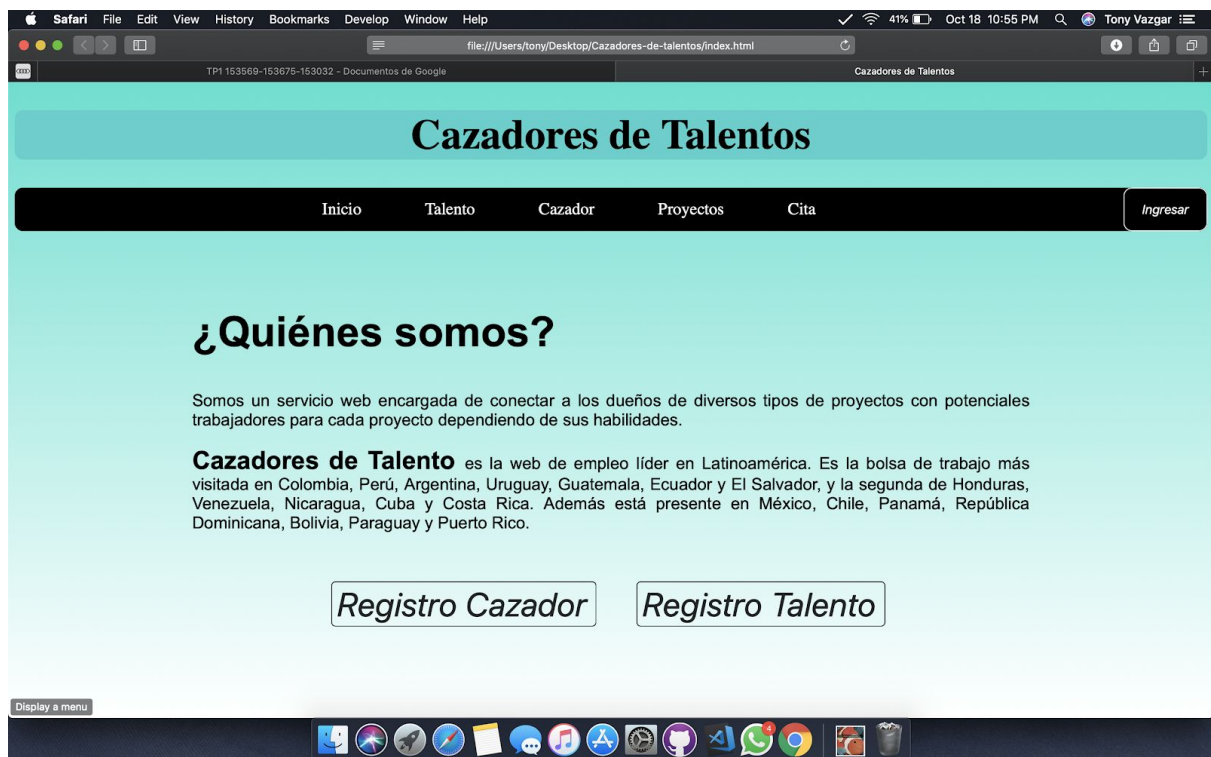 Safari File Edit View History Bookmarks Develop Window Help 41% Oct 18 10:55 PM Tony Vazgar
file:///Users/tony/Desktop/Cazadores-de-talentos/index.html
TP1 153569-153675-153032 - Documentos de Google Cazadores de Talentos
Cazadores de Talentos
Inicio Talento Cazador Proyectos Cita Ingresar
¿Quiénes somos?
Somos un servicio web encargada de conectar a los dueños de diversos tipos de proyectos con potenciales
trabajadores para cada proyecto dependiendo de sus habilidades.
Cazadores de Talento es la web de empleo líder en Latinoamérica. Es la bolsa de trabajo más
visitada en Colombia, Perú, Argentina, Uruguay, Guatemala, Ecuador y El Salvador, y la segunda de Honduras,
Venezuela, Nicaragua, Cuba y Costa Rica. Además está presente en México, Chile, Panamá, República
Dominicana, Bolivia, Paraguay y Puerto Rico.
Registro Cazador Registro Talento
Display a menu
4